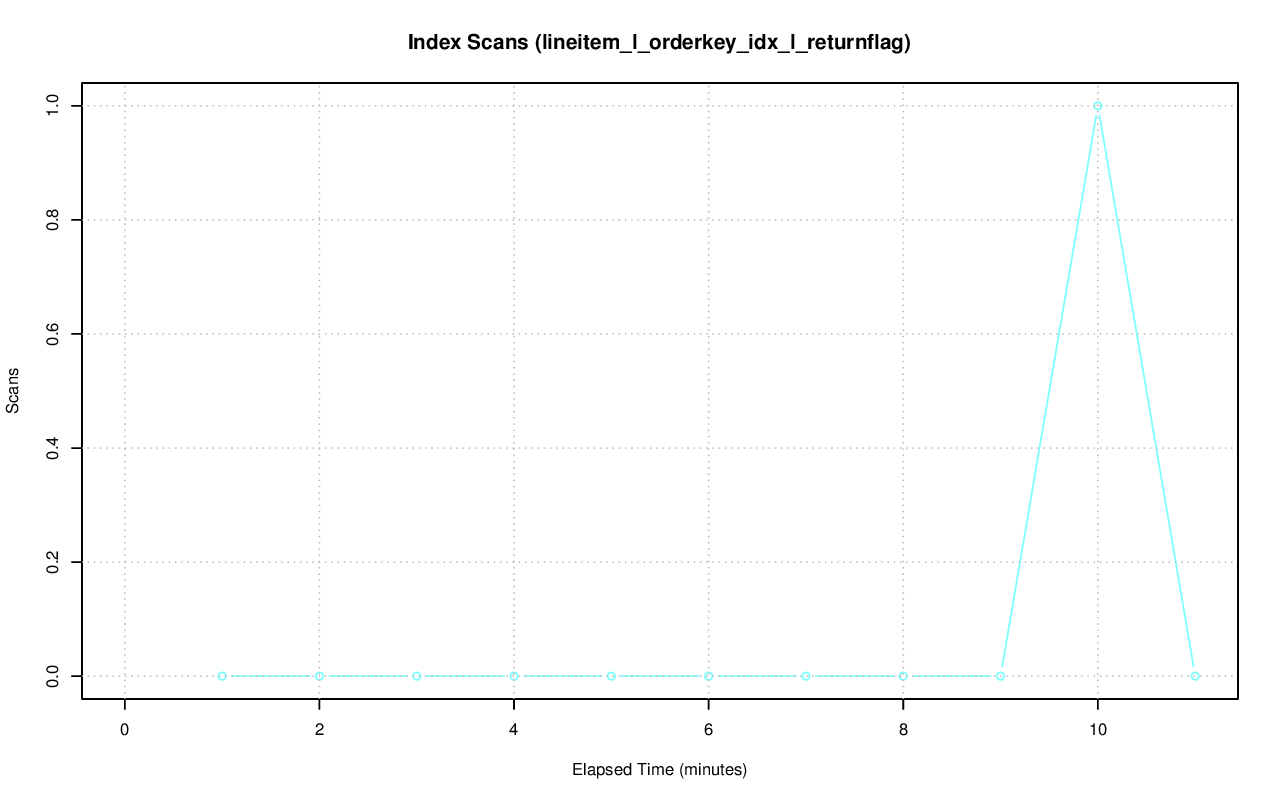 Index Scans (lineitem_l_orderkey_idx_l_returnflag)
Scans
1.0
0.8
0.6
0.4
0.2
0.0
0 2 4 6 8 10
Elapsed Time (minutes)